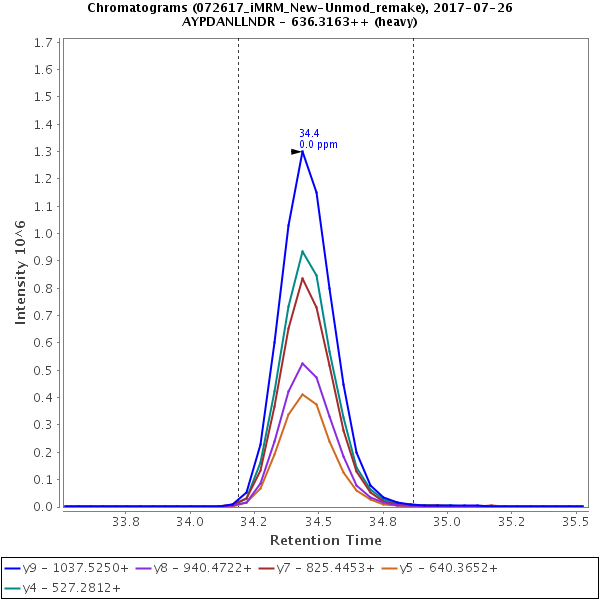 Chromatograms (072617_iMRM_New-Unmod_remake), 2017-07-26
AYPDANLLNDR - 636.3163++ (heavy)
1.7
1.6
1.5
1.4
1.3
1.2
1.1
1.0
0.9
0.8
0.7
0.6
0.5
0.4
0.3
0.2
0.1
0.0
Intensity 10^6
34.4
0.0 ppm
33.8
34.0
34.2
34.5
34.8
35.0
35.2
35.5
Retention Time
y9 - 1037.5250+
y8 - 940.4722+
y7 - 825.4453+
y5 - 640.3652+
y4 - 527.2812+